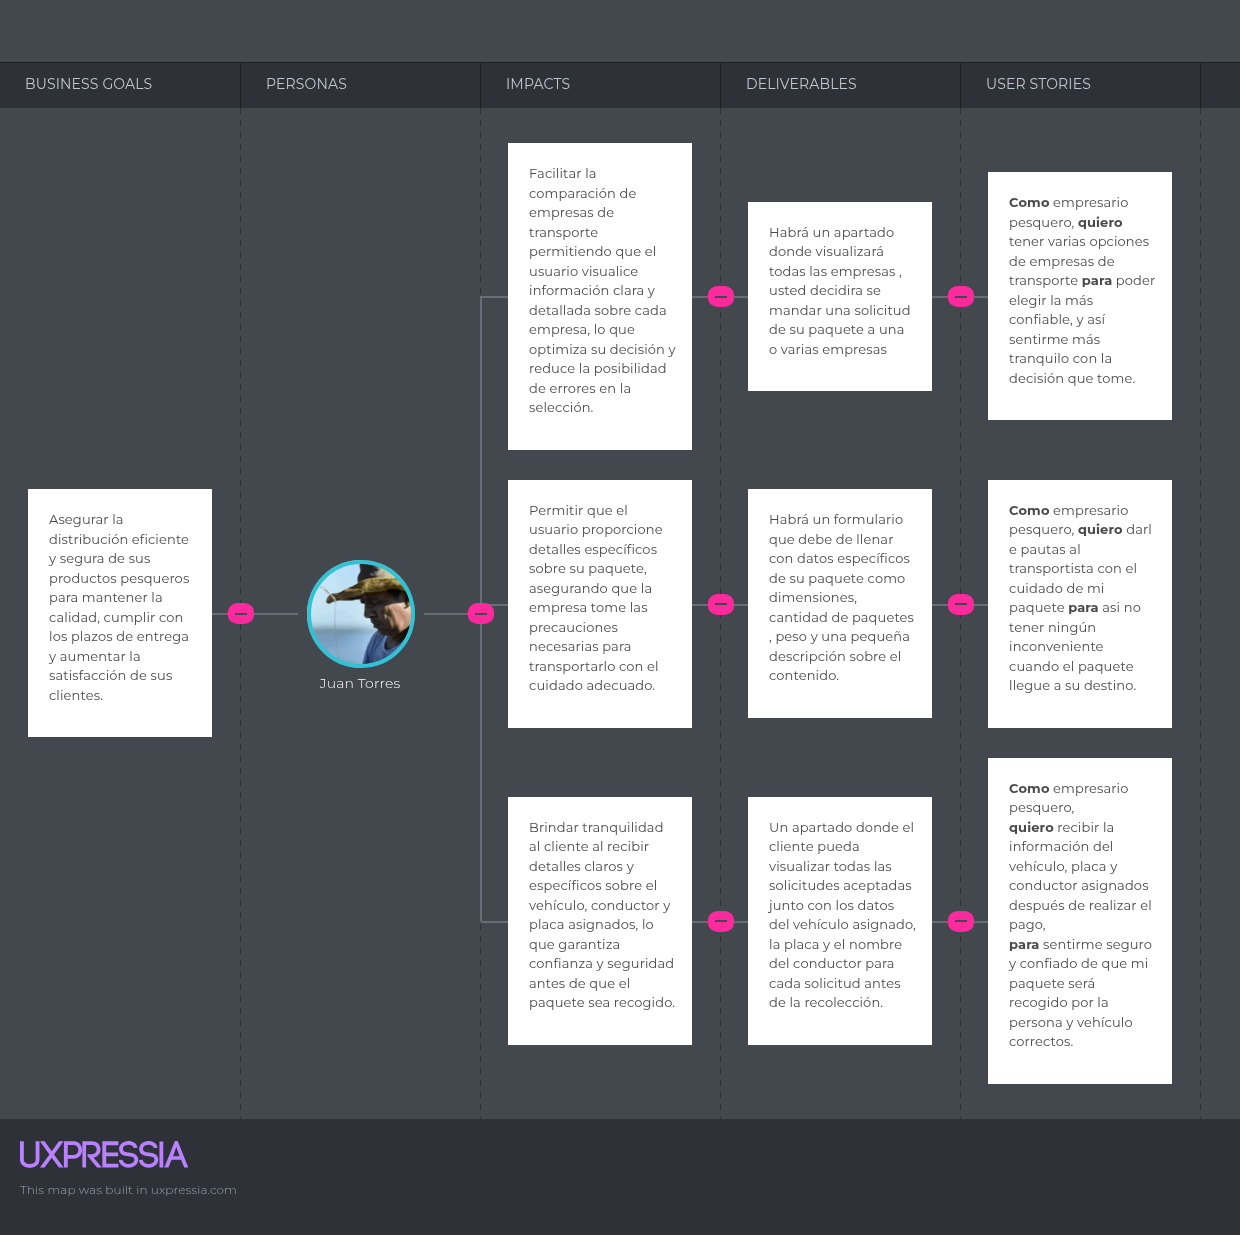 BUSINESS GOALS
PERSONAS
IMPACTS
DELIVERABLES
USER STORIES
Asegurar la
distribución eficiente
y segura de sus
productos pesqueros
para mantener la
calidad, cumplir con
los plazos de entrega
y aumentar la
satisfacción de sus
clientes.
Juan Torres
Facilitar la
comparación de
empresas de
transporte
permitiendo que el
usuario visualice
información clara y
detallada sobre cada
empresa, lo que
optimiza su decisión y
reduce la posibilidad
de errores en la
selección.
Habrá un apartado
donde visualizará
todas las empresas ,
usted decidira se
mandar una solicitud
de su paquete a una
o varias empresas
Como empresario
pesquero, quiero
tener varias opciones
de empresas de
transporte para poder
elegir la más
confiable, y así
sentirme más
tranquilo con la
decisión que tome.
Permitir que el
usuario proporcione
detalles específicos
sobre su paquete,
asegurando que la
empresa tome las
precauciones
necesarias para
transportarlo con el
cuidado adecuado.
Habrá un formulario
que debe de llenar
con datos específicos
de su paquete como
dimensiones,
cantidad de paquetes
, peso y una pequeña
descripción sobre el
contenido.
Como empresario
pesquero, quiero darl
e pautas al
transportista con el
cuidado de mi
paquete para asi no
tener ningún
inconveniente
cuando el paquete
llegue a su destino.
Brindar tranquilidad
al cliente al recibir
detalles claros y
específicos sobre el
vehículo, conductor y
placa asignados, lo
que garantiza
confianza y seguridad
antes de que el
paquete sea recogido.
Un apartado donde el
cliente pueda
visualizar todas las
solicitudes aceptadas
junto con los datos
del vehículo asignado,
la placa y el nombre
del conductor para
cada solicitud antes
de la recolección.
Como empresario
pesquero,
quiero recibir la
información del
vehículo, placa y
conductor asignados
después de realizar el
pago,
para sentirme seguro
y confiado de que mi
paquete será
recogido por la
persona y vehículo
correctos.
UXPRESSIA
This map was built in uxpressia.com